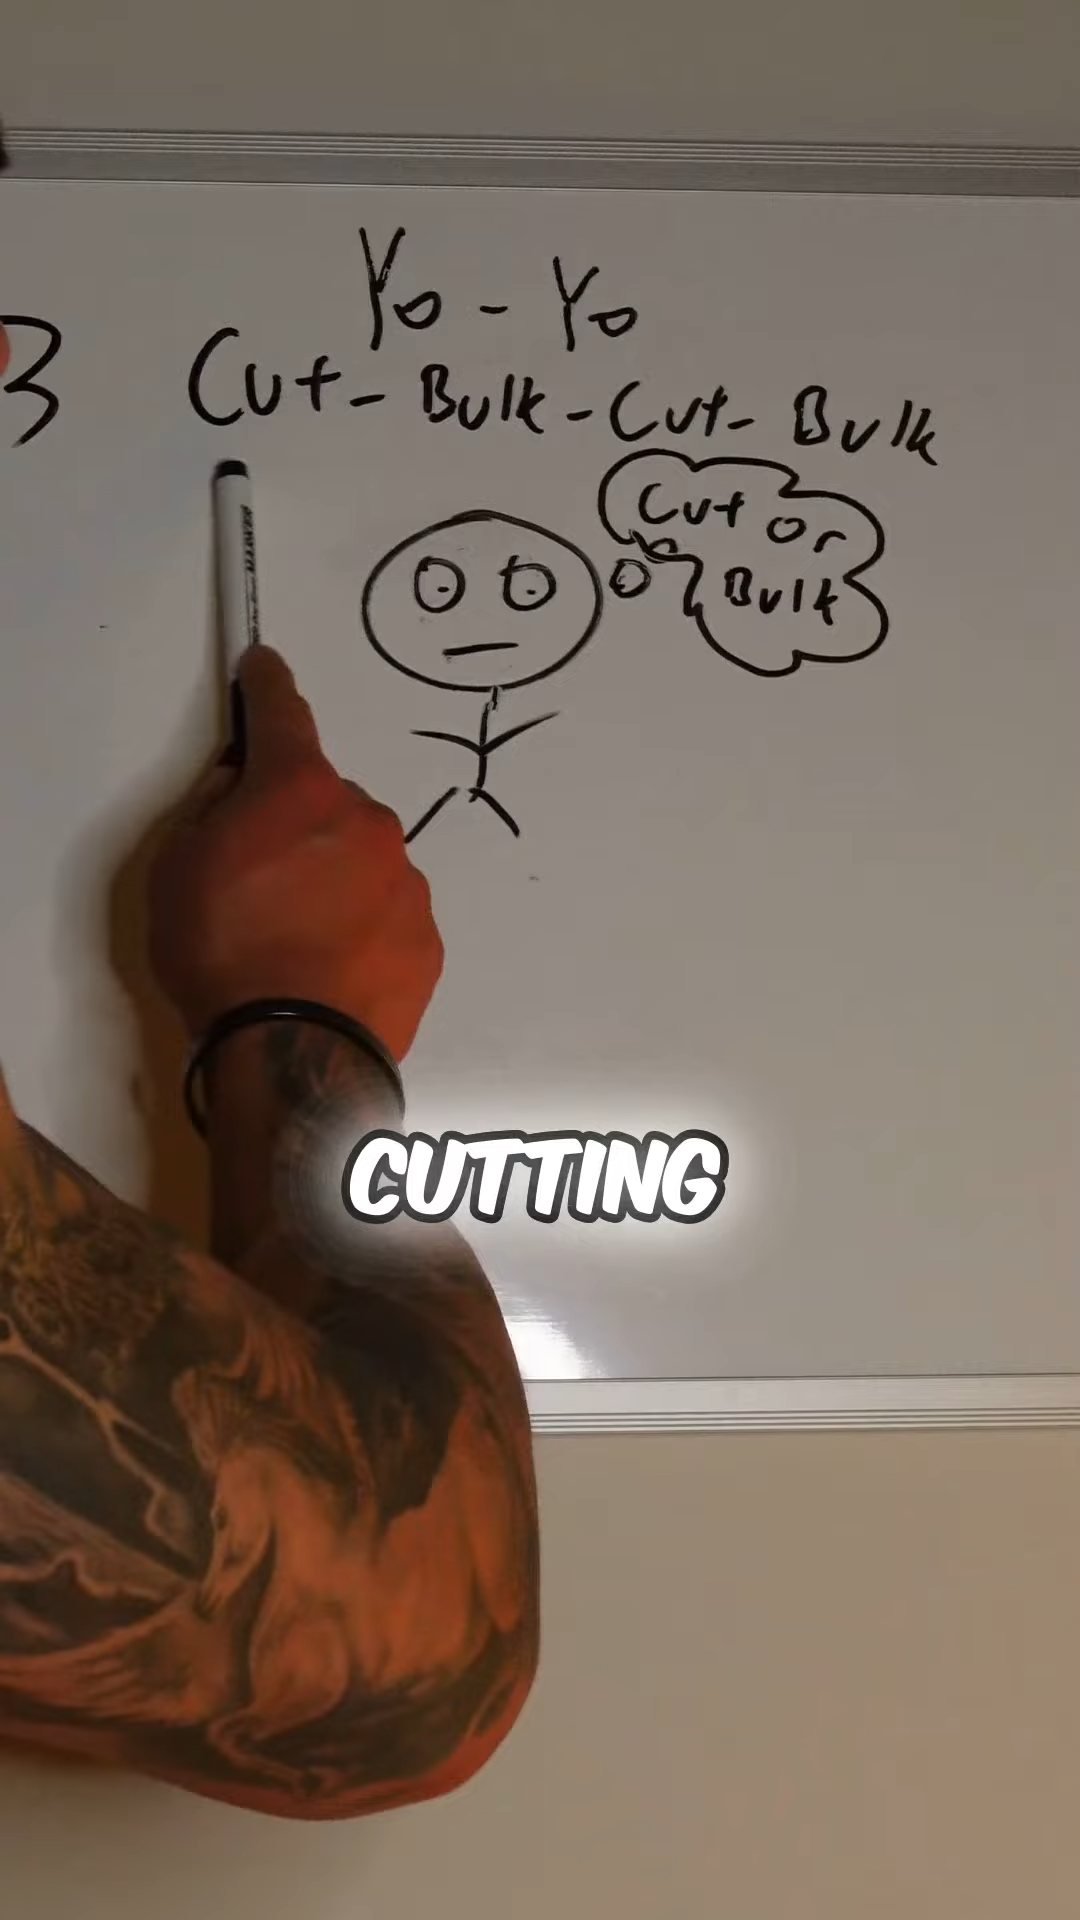 Yo - Yo
3 Cut - Bulk - Cut - Bulk
Cut or
Bulk
CUTTING